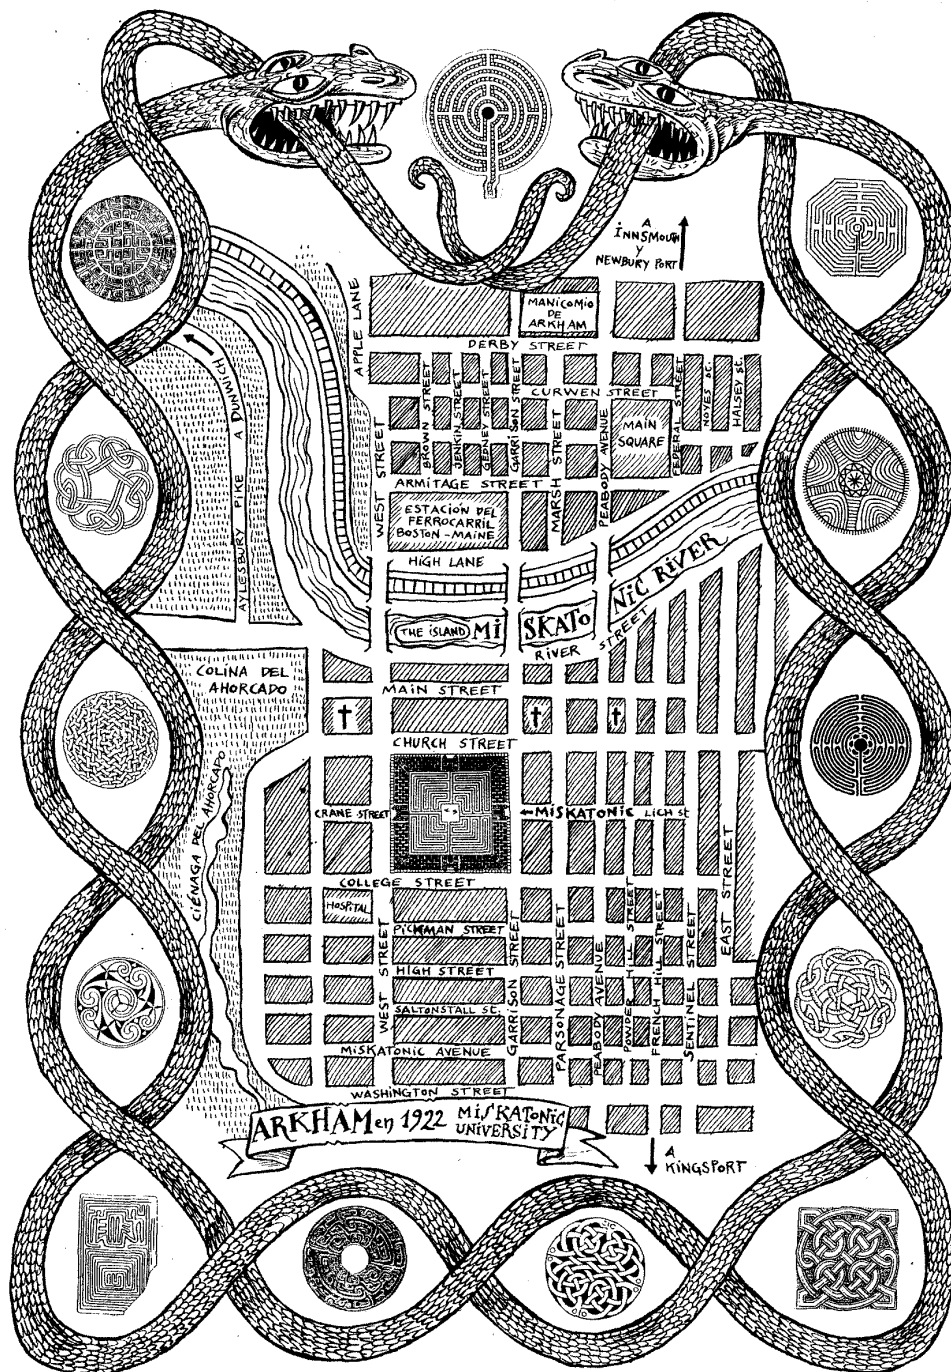 A
INNSMOUTH
Y
NEWBURY PORT
MANICOMIO
DE
ARKHAM
DERBY STREET
APPLE LANE
CURWEN STREET
BROWN STREET
JENKIN STREET
GEDNEY STREET
GARRISON STREET
MARSH STREET
PEABODY AVENUE
MAIN
SQUARE
FEDERAL STREET
NOYES SC.
HALSEY St.
WEST STREET
ARMITAGE STREET
ESTACIÓN DEL
FERROCARRIL
BOSTON - MAINE
HIGH LANE
AYLESBURY PIKE A DUNWICH
THE ISLAND
MISKATONIC RIVER
RIVER STREET
COLINA DEL
AHORCADO
MAIN STREET
CHURCH STREET
CIÉNAGA DEL AHORCADO
CRANE STREET
MISKATONIC
LICH St
COLLEGE STREET
HOSPITAL
PICKMAN STREET
HIGH STREET
SALTONSTALL SC.
MISKATONIC AVENUE
WASHINGTON STREET
WEST STREET
GARRISON STREET
PARSONAGE STREET
PEABODY AVENUE
POWDER MILL STREET
FRENCH HILL STREET
SENTINEL STREET
EAST STREET
ARKHAM en 1922 MISKATONIC
UNIVERSITY
A
KINGSPORT